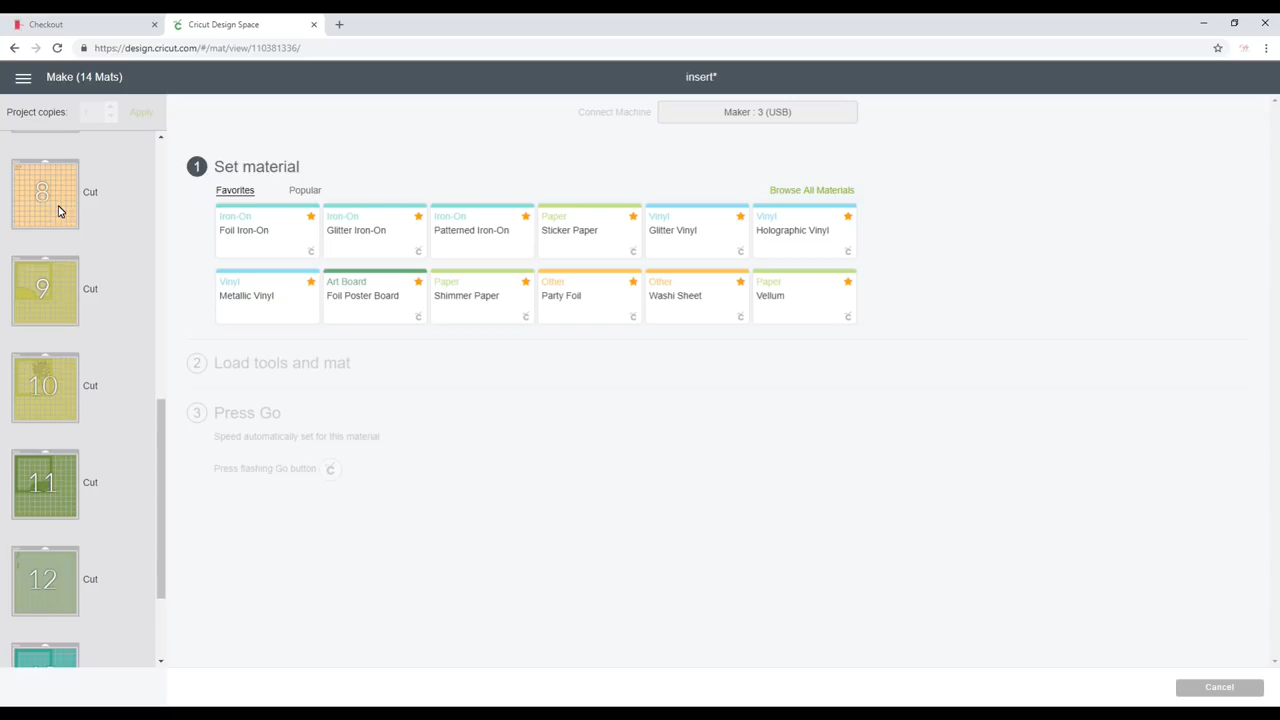 Checkout
Cricut Design Space
https://design.cricut.com/#/mat/view/110381336/
Make (14 Mats)
insert*
Project copies:
1
Apply
Connect Machine
Maker : 3 (USB)
8
Cut
9
Cut
10
Cut
11
Cut
12
Cut
1 Set material
Favorites
Popular
Browse All Materials
Iron-On
Foil Iron-On
Iron-On
Glitter Iron-On
Iron-On
Patterned Iron-On
Paper
Sticker Paper
Vinyl
Glitter Vinyl
Vinyl
Holographic Vinyl
Vinyl
Metallic Vinyl
Art Board
Foil Poster Board
Paper
Shimmer Paper
Other
Party Foil
Other
Washi Sheet
Paper
Vellum
2 Load tools and mat
3 Press Go
Speed automatically set for this material
Press flashing Go button
Cancel